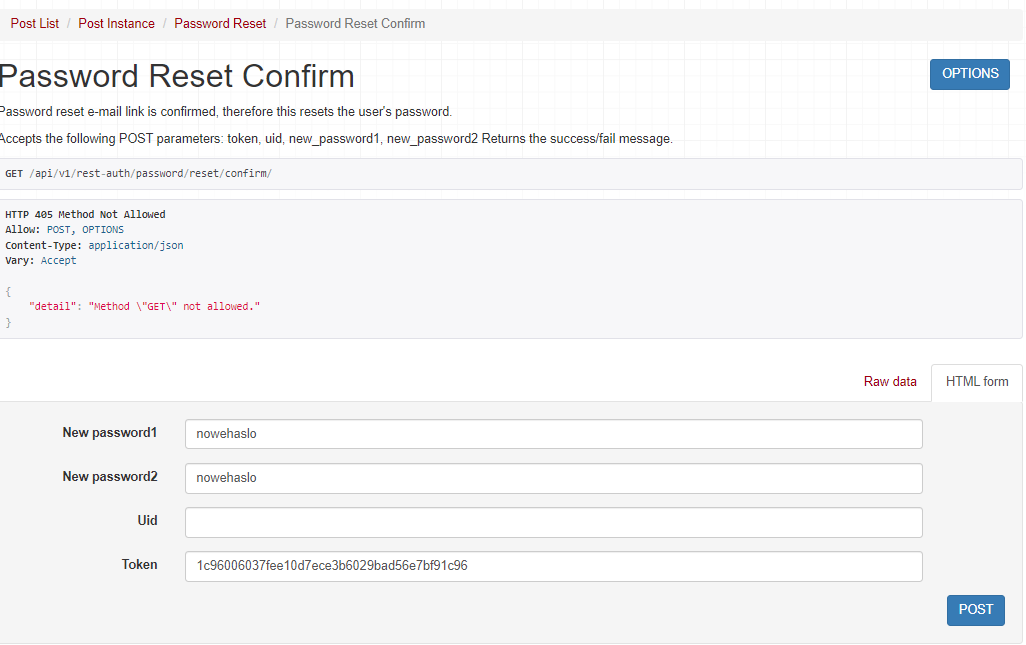 Post List / Post Instance / Password Reset / Password Reset Confirm
Password Reset Confirm
OPTIONS
Password reset e-mail link is confirmed, therefore this resets the user's password.
Accepts the following POST parameters: token, uid, new_password1, new_password2 Returns the success/fail message.
GET /api/v1/rest-auth/password/reset/confirm/
HTTP 405 Method Not Allowed
Allow: POST, OPTIONS
Content-Type: application/json
Vary: Accept
{
"detail": "Method \"GET\" not allowed."
}
Raw data HTML form
New password1 nowehaslo
New password2 nowehaslo
Uid
Token 1c96006037fee10d7ece3b6029bad56e7bf91c96
POST